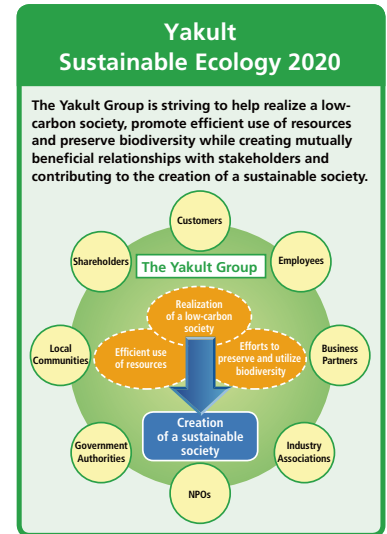 Yakult
Sustainable Ecology 2020
The Yakult Group is striving to help realize a low-
carbon society, promote efficient use of resources
and preserve biodiversity while creating mutually
beneficial relationships with stakeholders and
contributing to the creation of a sustainable society.
Customers
Shareholders
Employees
The Yakult Group
Realization
of a low-carbon
society
Local
Communities
Efficient use
of resources
Efforts to
preserve and utilize
biodiversity
Business
Partners
Creation
of a sustainable
society
Government
Authorities
Industry
Associations
NPOs